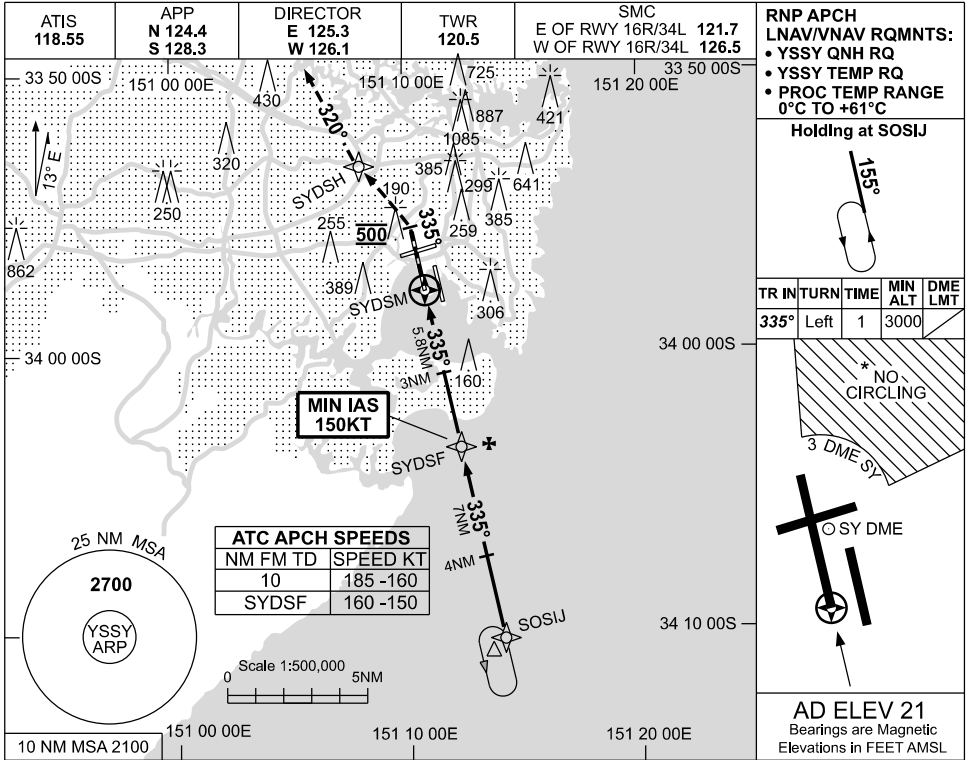 ATIS
118.55
APP
N 124.4
S 128.3
DIRECTOR
E 125.3
W 126.1
TWR
120.5
SMC
E OF RWY 16R/34L 121.7
W OF RWY 16R/34L 126.5
RNP APCH
LNAV/VNAV RQMNTS:
• YSSY QNH RQ
• YSSY TEMP RQ
• PROC TEMP RANGE
0°C TO +61°C
33 50 00S
151 00 00E
151 10 00E
151 20 00E
33 50 00S
13° E
430
725
887
421
320
320°
1085
385
299
641
SYDSH
190
250
385
255
500
335°
259
862
389
SYDSM
306
34 00 00S
335°
5.8NM
3NM
160
34 00 00S
MIN IAS
150KT
SYDSF
335°
7NM
4NM
ATC APCH SPEEDS
NM FM TD SPEED KT
10 185 -160
SYDSF 160 -150
25 NM MSA
2700
YSSY
ARP
SOSIJ
34 10 00S
Scale 1:500,000
0 5NM
10 NM MSA 2100
151 00 00E
151 10 00E
151 20 00E
Holding at SOSIJ
155°
TR IN TURN TIME MIN ALT DME LMT
335° Left 1 3000
* NO
CIRCLING
3 DME SY
SY DME
AD ELEV 21
Bearings are Magnetic
Elevations in FEET AMSL